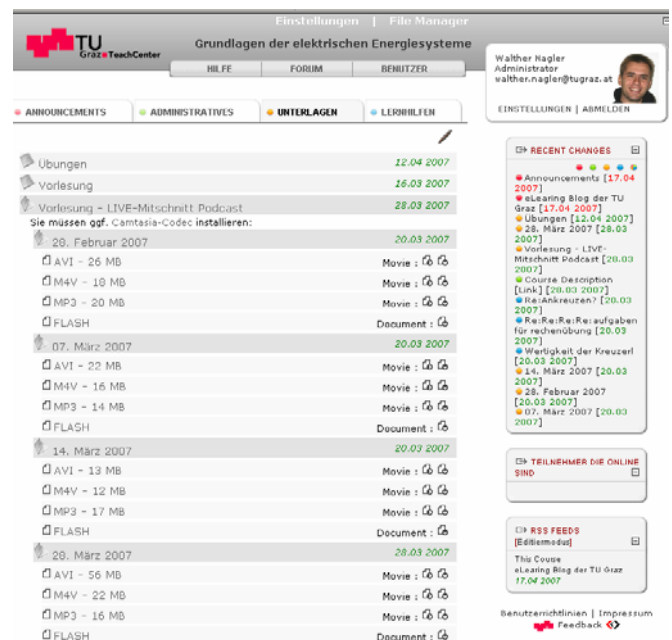 Einstellungen | File Manager
TU
Graz TeachCenter
Grundlagen der elektrischen Energiesysteme
HILFE FORUM BENUTZER
Walther Nagler
Administrator
walther.nagler@tugraz.at
EINSTELLUNGEN | ABMELDEN
ANNOUNCEMENTS ADMINISTRATIVES UNTERLAGEN LERNHILFEN
Übungen 12.04 2007
Vorlesung 16.03 2007
Vorlesung - LIVE-Mitschnitt Podcast 28.03 2007
Sie müssen ggf. Camtasia-Codec installieren:
28. Februar 2007 20.03 2007
AVI - 26 MB Movie :
M4V - 18 MB Movie :
MP3 - 20 MB Movie :
FLASH Document :
07. März 2007 20.03 2007
AVI - 22 MB Movie :
M4V - 16 MB Movie :
MP3 - 14 MB Movie :
FLASH Document :
14. März 2007 20.03 2007
AVI - 13 MB Movie :
M4V - 12 MB Movie :
MP3 - 17 MB Movie :
FLASH Document :
28. März 2007 28.03 2007
AVI - 56 MB Movie :
M4V - 22 MB Movie :
MP3 - 16 MB Movie :
FLASH Document :
RECENT CHANGES
Announcements [17.04
2007]
eLearing Blog der TU
Graz [17.04 2007]
Übungen [12.04 2007]
28. März 2007 [28.03
2007]
Vorlesung - LIVE-
Mitschnitt Podcast [28.03
2007]
Course Description
[Link] [20.03 2007]
Re:Ankreuzen? [20.03
2007]
Re:Re:Re:Re:aufgaben
für rechenübung [20.03
2007]
Wertigkeit der Kreuzerl
[20.03 2007]
14. März 2007 [20.03
2007]
28. Februar 2007
[20.03 2007]
07. März 2007 [20.03
2007]
TEILNEHMER DIE ONLINE
SIND
RSS FEEDS
[Editiermodus]
This Course
eLearing Blog der TU Graz
17.04 2007
Benutzerrichtlinien | Impressum
Feedback